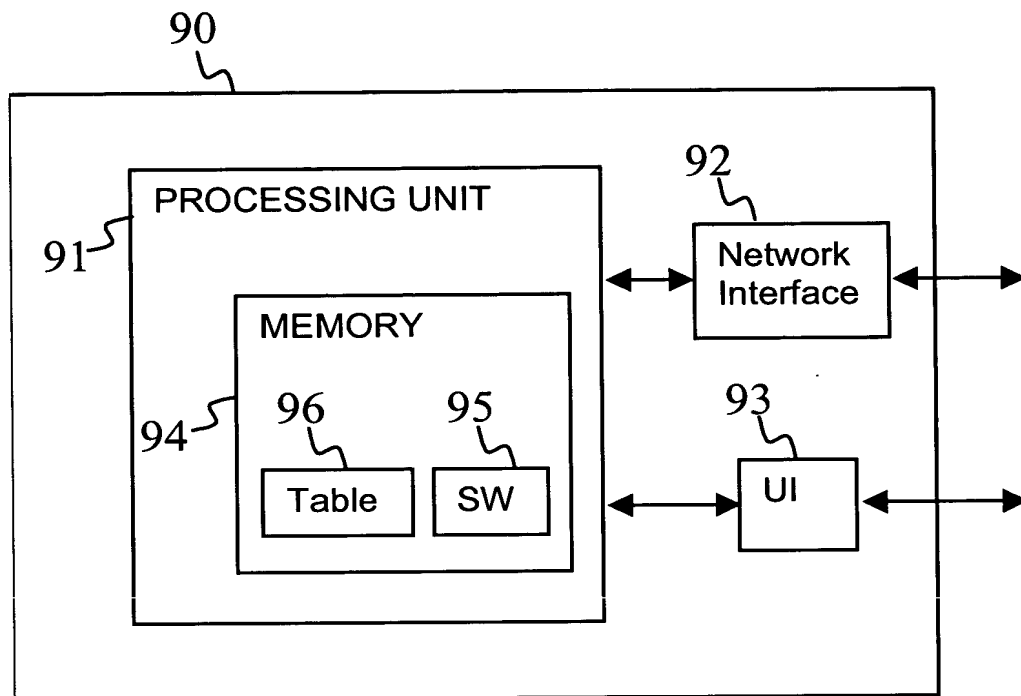 90
PROCESSING UNIT
91
92
Network
Interface
MEMORY
94
96
95
Table
SW
93
UI